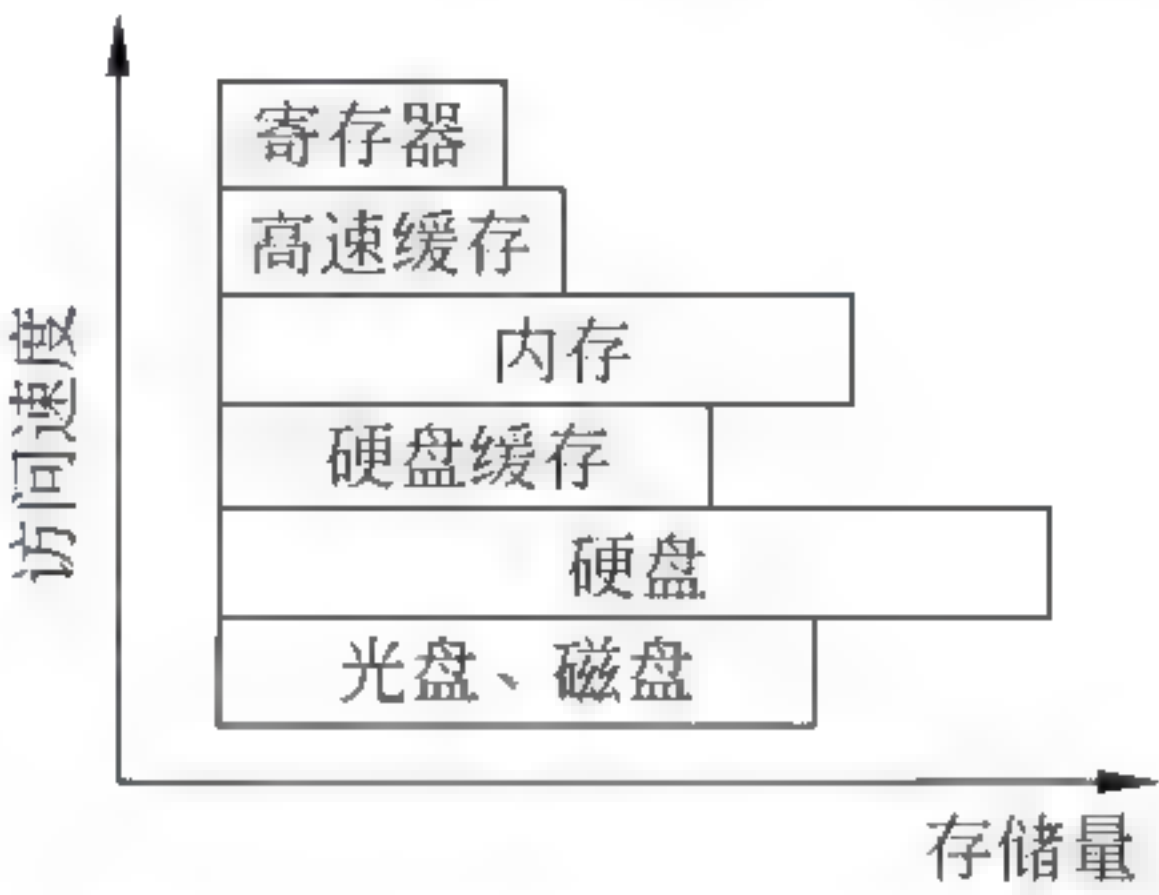 寄存器
高速缓存
内存
硬盘缓存
硬盘
光盘、磁盘
访问速度
存储量